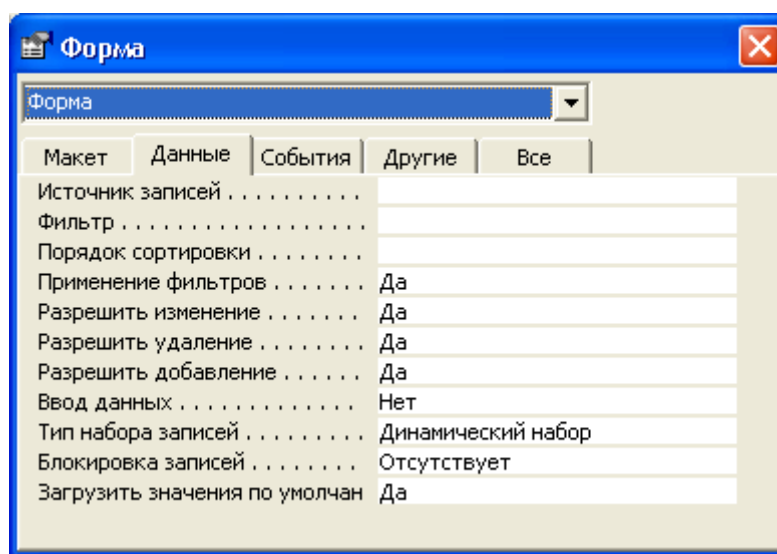 Форма
Форма
Макет Данные События Другие Все
Источник записей . . . . . . . . . .
Фильтр . . . . . . . . . . . . . . . . . .
Порядок сортировки . . . . . . . .
Применение фильтров . . . . . . . Да
Разрешить изменение . . . . . . . Да
Разрешить удаление . . . . . . . . Да
Разрешить добавление . . . . . . Да
Ввод данных . . . . . . . . . . . . . Нет
Тип набора записей . . . . . . . . . Динамический набор
Блокировка записей . . . . . . . . Отсутствует
Загрузить значения по умолчан Да